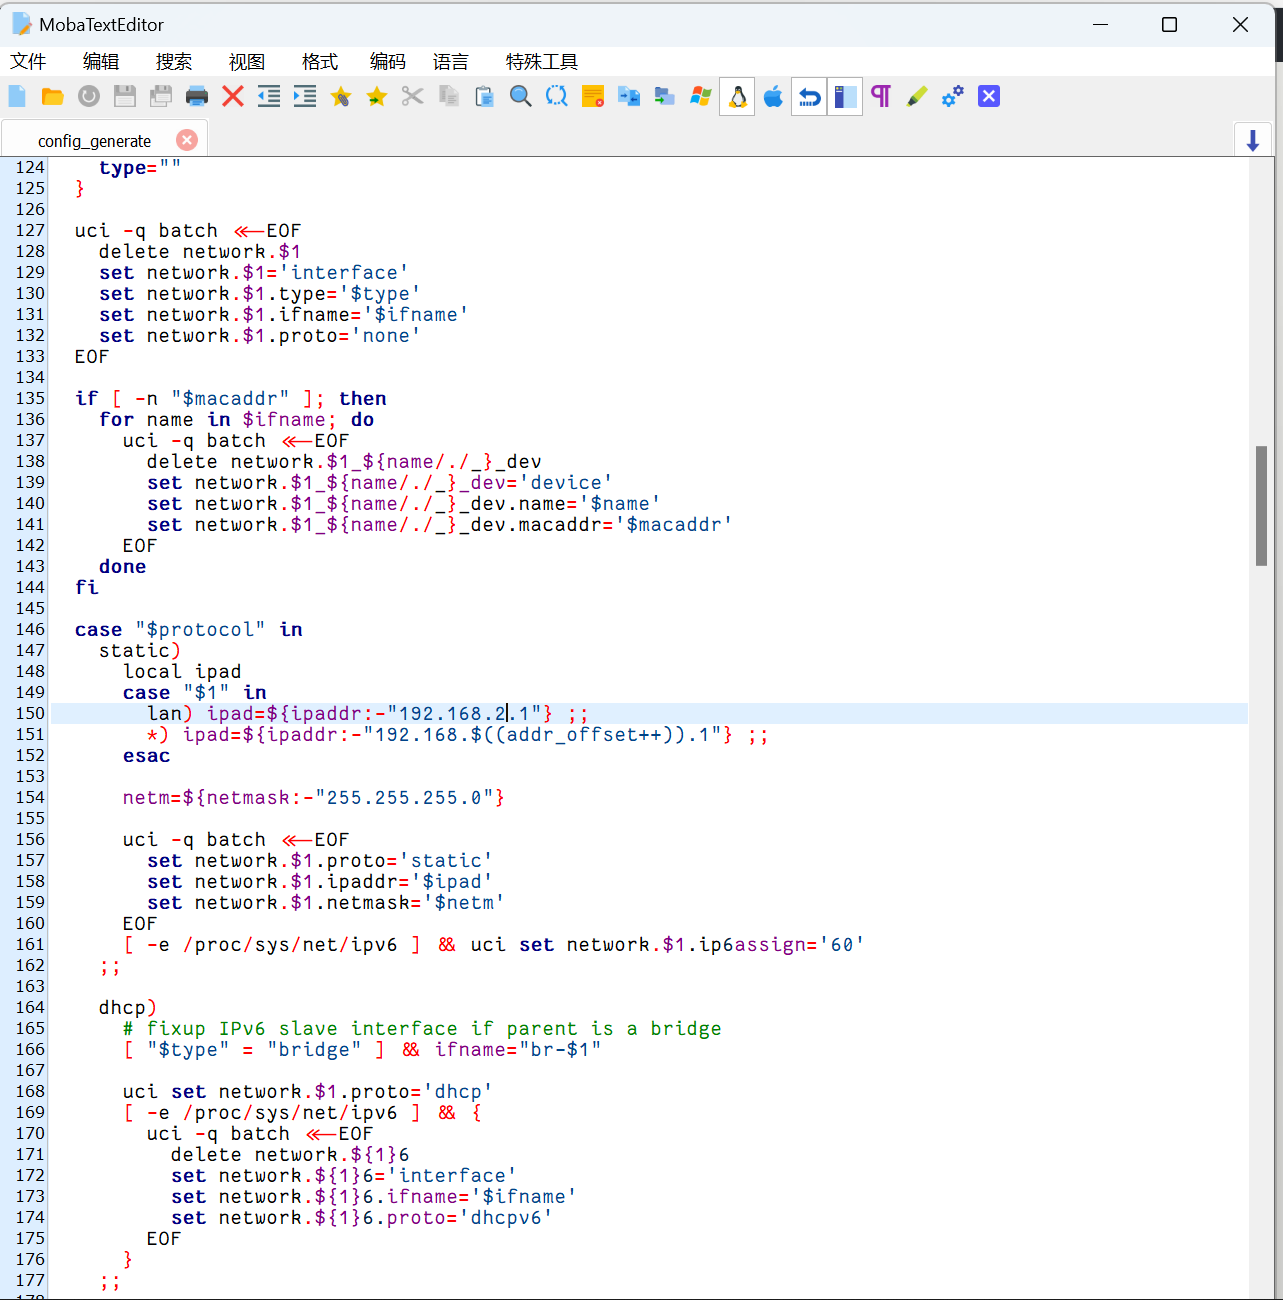 MobaTextEditor
文件 编辑 搜索 视图 格式 编码 语言 特殊工具
config_generate
124     type=""
125   }
126
127   uci -q batch <<-EOF
128     delete network.$1
129     set network.$1='interface'
130     set network.$1.type='$type'
131     set network.$1.ifname='$ifname'
132     set network.$1.proto='none'
133   EOF
134
135   if [ -n "$macaddr" ]; then
136     for name in $ifname; do
137       uci -q batch <<-EOF
138         delete network.$1_${name/./_}_dev
139         set network.$1_${name/./_}_dev='device'
140         set network.$1_${name/./_}_dev.name='$name'
141         set network.$1_${name/./_}_dev.macaddr='$macaddr'
142       EOF
143     done
144   fi
145
146   case "$protocol" in
147     static)
148       local ipad
149       case "$1" in
150         lan) ipad=${ipaddr:-"192.168.2.1"} ;;
151         *) ipad=${ipaddr:-"192.168.$((addr_offset++)).1"} ;;
152       esac
153
154       netm=${netmask:-"255.255.255.0"}
155
156       uci -q batch <<-EOF
157         set network.$1.proto='static'
158         set network.$1.ipaddr='$ipad'
159         set network.$1.netmask='$netm'
160       EOF
161       [ -e /proc/sys/net/ipv6 ] && uci set network.$1.ip6assign='60'
162     ;;
163
164     dhcp)
165       # fixup IPv6 slave interface if parent is a bridge
166       [ "$type" = "bridge" ] && ifname="br-$1"
167
168       uci set network.$1.proto='dhcp'
169       [ -e /proc/sys/net/ipv6 ] && {
170         uci -q batch <<-EOF
171           delete network.${1}6
172           set network.${1}6='interface'
173           set network.${1}6.ifname='$ifname'
174           set network.${1}6.proto='dhcpv6'
175         EOF
176       }
177     ;;